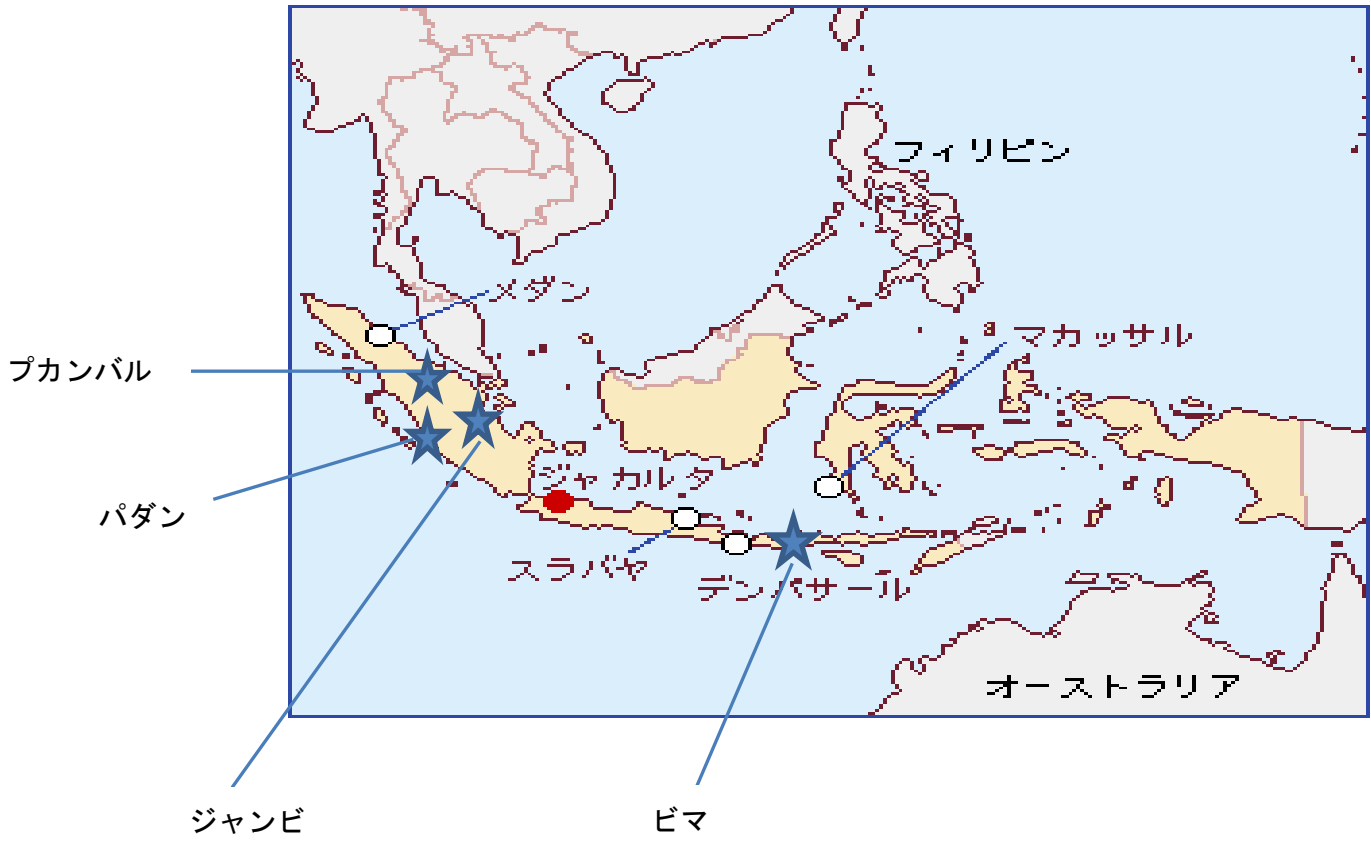 フィリピン
メダン
マカッサル
プカンバル
ジャカルタ
パダン
スラバヤ
デンパサール
オーストラリア
ジャンビ
ビマ